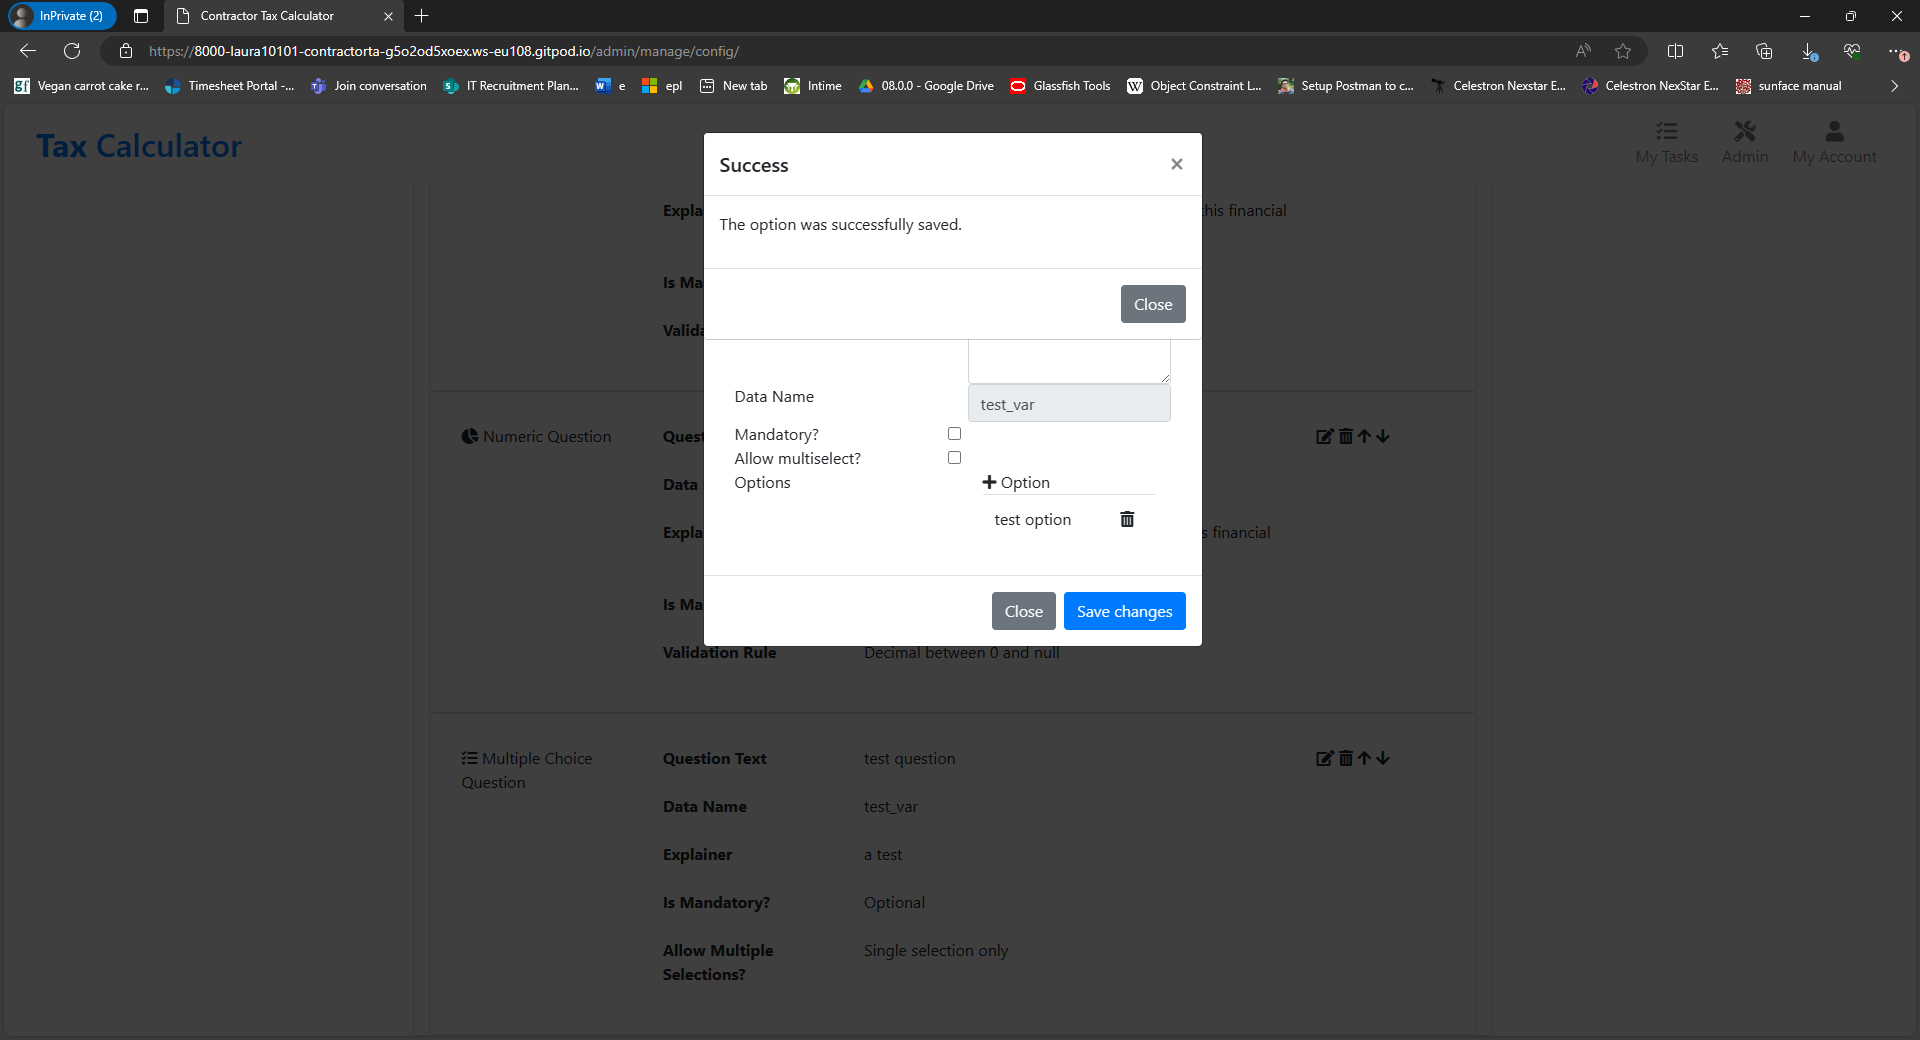 InPrivate (2)
Contractor Tax Calculator
https://8000-laura10101-contractorta-g5o2od5xoex.ws-eu108.gitpod.io/admin/manage/config/
Vegan carrot cake r...
Timesheet Portal -...
Join conversation
IT Recruitment Plan...
e
epl
New tab
Intime
08.0.0 - Google Drive
Glassfish Tools
Object Constraint L...
Setup Postman to c...
Celestron Nexstar E...
Celestron NexStar E...
sunface manual
Tax Calculator
My Tasks
Admin
My Account
Success
×
Expla
his financial
The option was successfully saved.
Is Ma
Close
Valida
Data Name
test_var
Numeric Question
Quest
Mandatory?
Allow multiselect?
Data
Options
Option
test option
Expla
s financial
Is Ma
Close
Save changes
Validation Rule
Decimal between 0 and null
Multiple Choice
Question
Question Text
test question
Data Name
test_var
Explainer
a test
Is Mandatory?
Optional
Allow Multiple
Selections?
Single selection only